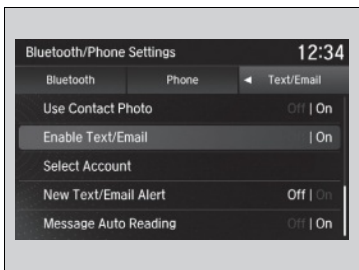 Bluetooth/Phone Settings 12:34
Bluetooth Phone ◄ Text/Email
Use Contact Photo Off | On
Enable Text/Email | On
Select Account
New Text/Email Alert Off | On
Message Auto Reading Off | On